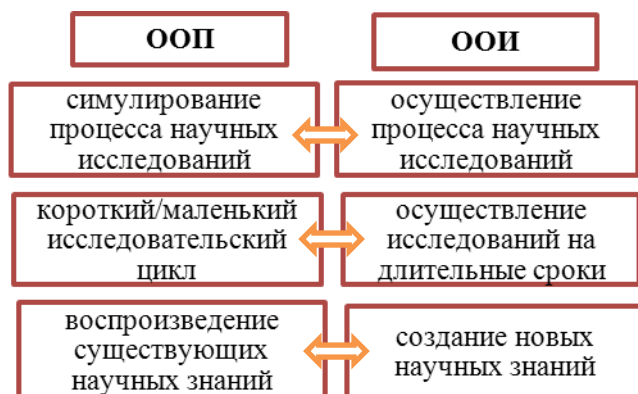 ООП
ООИ
симулирование
процесса научных
исследований
осуществление
процесса научных
исследований
короткий/маленький
исследовательский
цикл
осуществление
исследований на
длительные сроки
воспроизведение
существующих
научных знаний
создание новых
научных знаний